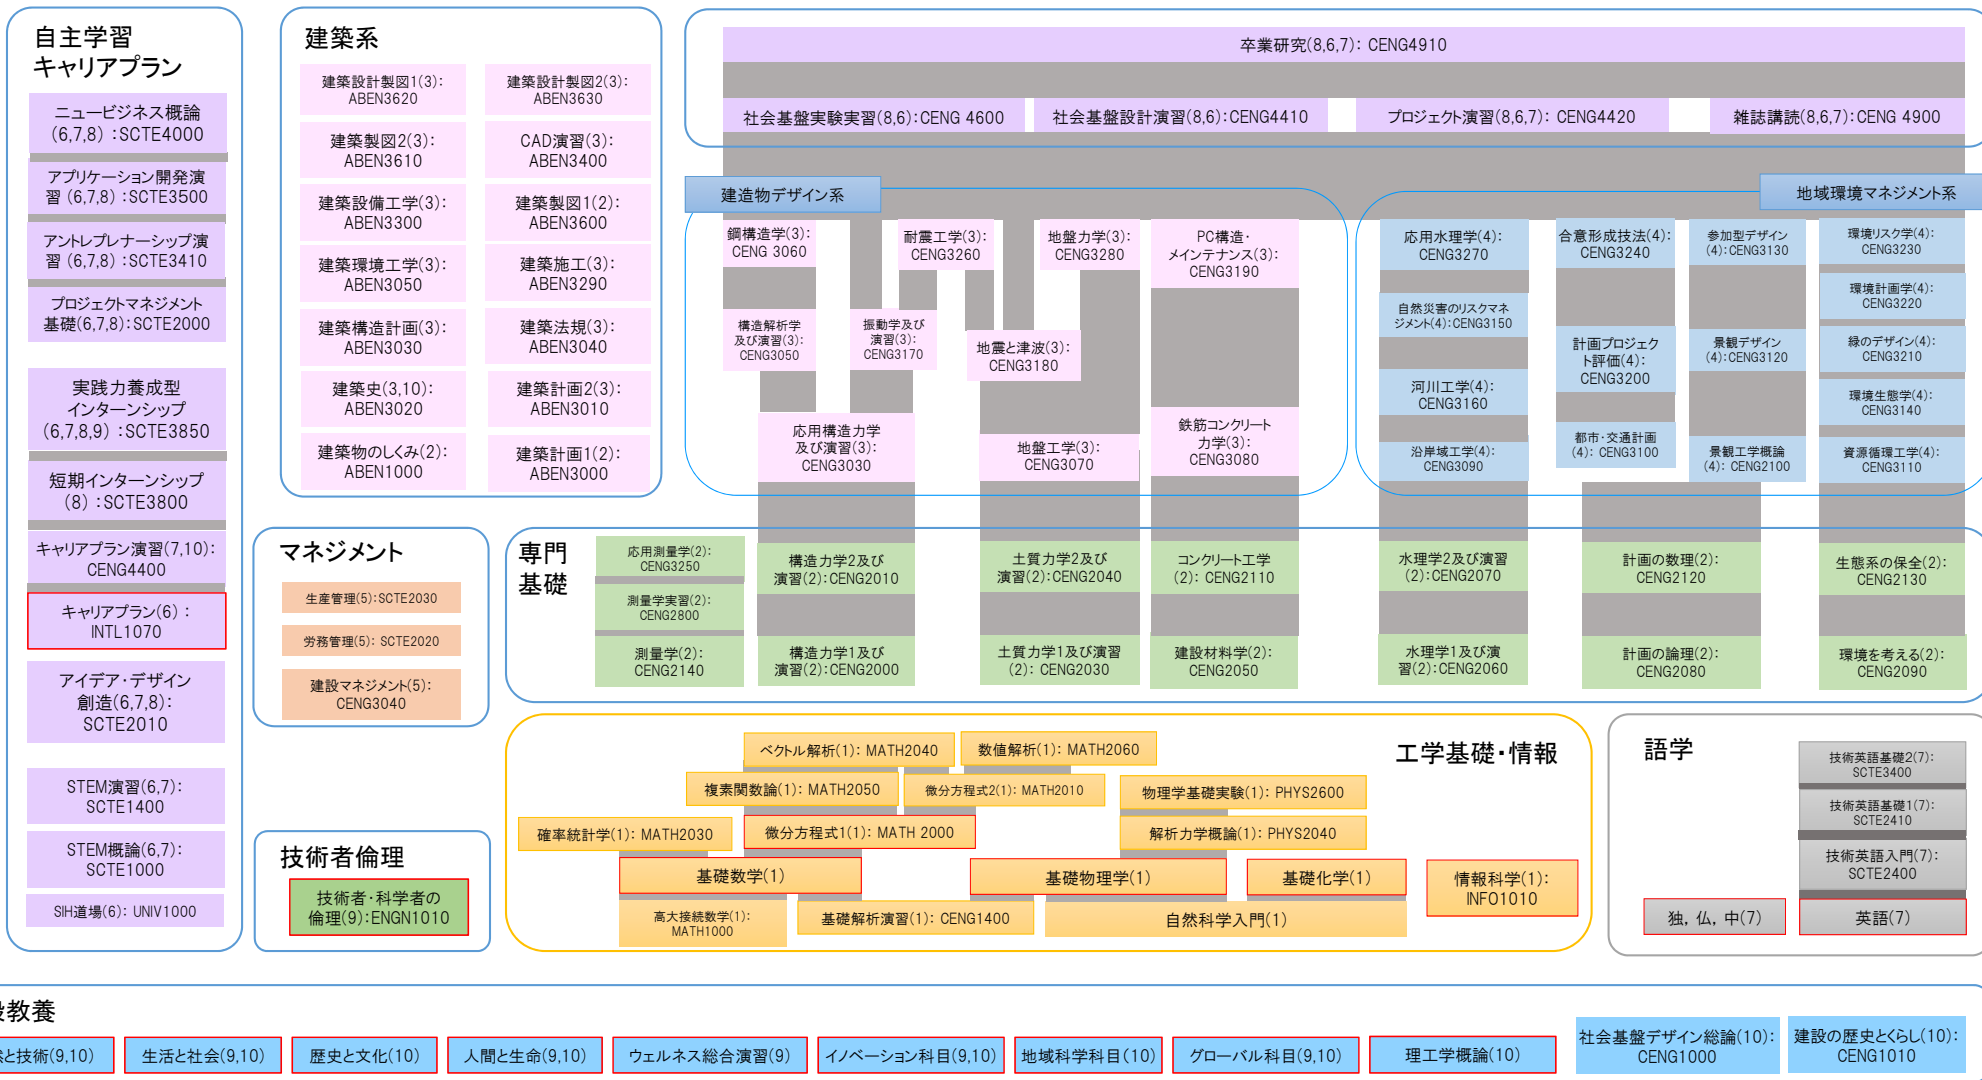 自主学習
キャリアプラン
ニュービジネス概論
(6,7,8) :SCTE4000
アプリケーション開発演
習 (6,7,8) :SCTE3500
アントレプレナーシップ演
習 (6,7,8) :SCTE3410
プロジェクトマネジメント
基礎(6,7,8):SCTE2000
実践力養成型
インターンシップ
(6,7,8,9) :SCTE3850
短期インターンシップ
(8) :SCTE3800
キャリアプラン演習(7,10):
CENG4400
キャリアプラン(6) :
INTL1070
アイデア・デザイン
創造(6,7,8):
SCTE2010
STEM演習(6,7):
SCTE1400
STEM概論(6,7):
SCTE1000
SIH道場(6): UNIV1000
建築系
建築設計製図1(3):
ABEN3620
建築設計製図2(3):
ABEN3630
建築製図2(3):
ABEN3610
CAD演習(3):
ABEN3400
建築設備工学(3):
ABEN3300
建築製図1(2):
ABEN3600
建築環境工学(3):
ABEN3050
建築施工(3):
ABEN3290
建築構造計画(3):
ABEN3030
建築法規(3):
ABEN3040
建築史(3,10):
ABEN3020
建築計画2(3):
ABEN3010
建築物のしくみ(2):
ABEN1000
建築計画1(2):
ABEN3000
卒業研究(8,6,7): CENG4910
社会基盤実験実習(8,6):CENG 4600
社会基盤設計演習(8,6):CENG4410
プロジェクト演習(8,6,7): CENG4420
雑誌講読(8,6,7):CENG 4900
建造物デザイン系
鋼構造学(3):
CENG 3060
耐震工学(3):
CENG3260
地盤力学(3):
CENG3280
PC構造・
メインテナンス(3):
CENG3190
構造解析学
及び演習(3):
CENG3050
振動学及び
演習(3):
CENG3170
地震と津波(3):
CENG3180
応用構造力学
及び演習(3):
CENG3030
地盤工学(3):
CENG3070
鉄筋コンクリート
力学(3):
CENG3080
地域環境マネジメント系
応用水理学(4):
CENG3270
合意形成技法(4):
CENG3240
参加型デザイン
(4):CENG3130
環境リスク学(4):
CENG3230
自然災害のリスクマネ
ジメント(4):CENG3150
環境計画学(4):
CENG3220
計画プロジェク
ト評価(4):
CENG3200
景観デザイン
(4):CENG3120
緑のデザイン(4):
CENG3210
河川工学(4):
CENG3160
環境生態学(4):
CENG3140
沿岸域工学(4):
CENG3090
都市・交通計画
(4): CENG3100
景観工学概論
(4): CENG2100
資源循環工学(4):
CENG3110
マネジメント
生産管理(5):SCTE2030
労務管理(5): SCTE2020
建設マネジメント(5):
CENG3040
専門
基礎
応用測量学(2):
CENG3250
構造力学2及び
演習(2):CENG2010
土質力学2及び
演習(2):CENG2040
コンクリート工学
(2): CENG2110
水理学2及び演習
(2):CENG2070
計画の数理(2):
CENG2120
生態系の保全(2):
CENG2130
測量学実習(2):
CENG2800
測量学(2):
CENG2140
構造力学1及び
演習(2):CENG2000
土質力学1及び演習
(2): CENG2030
建設材料学(2):
CENG2050
水理学1及び演
習(2):CENG2060
計画の論理(2):
CENG2080
環境を考える(2):
CENG2090
技術者倫理
技術者・科学者の
倫理(9):ENGN1010
工学基礎・情報
ベクトル解析(1): MATH2040
数値解析(1): MATH2060
複素関数論(1): MATH2050
微分方程式2(1): MATH2010
物理学基礎実験(1): PHYS2600
確率統計学(1): MATH2030
微分方程式1(1): MATH 2000
解析力学概論(1): PHYS2040
基礎数学(1)
基礎物理学(1)
基礎化学(1)
情報科学(1):
INFO1010
高大接続数学(1):
MATH1000
基礎解析演習(1): CENG1400
自然科学入門(1)
語学
技術英語基礎2(7):
SCTE3400
技術英語基礎1(7):
SCTE2410
技術英語入門(7):
SCTE2400
独, 仏, 中(7)
英語(7)
教養
と技術(9,10)
生活と社会(9,10)
歴史と文化(10)
人間と生命(9,10)
ウェルネス総合演習(9)
イノベーション科目(9,10)
地域科学科目(10)
グローバル科目(9,10)
理工学概論(10)
社会基盤デザイン総論(10):
CENG1000
建設の歴史とくらし(10):
CENG1010